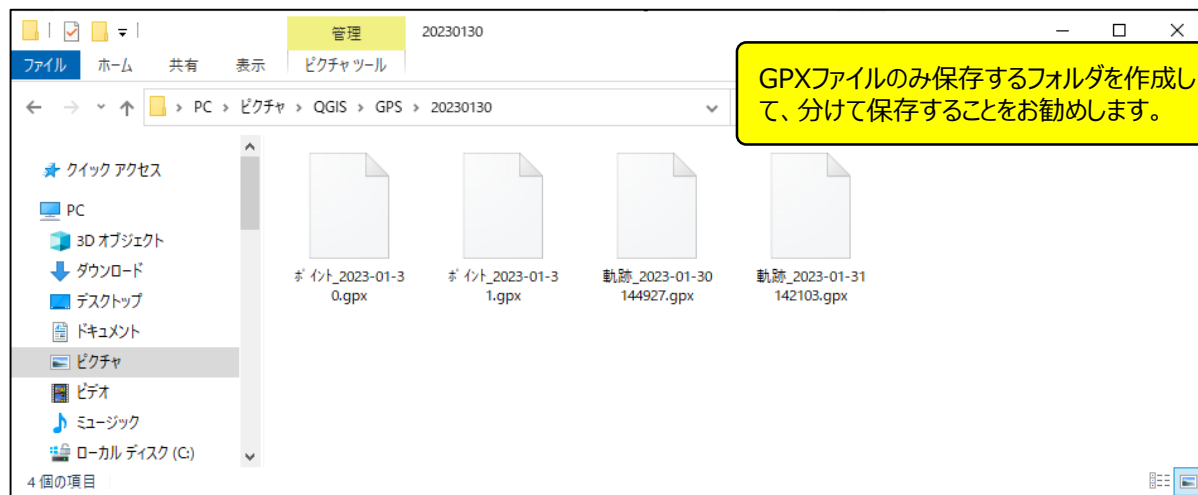 管理
20230130
ファイル
ホーム
共有
表示
ピクチャ ツール
GPXファイルのみ保存するフォルダを作成し
て、分けて保存することをお勧めします。
PC › ピクチャ › QGIS › GPS › 20230130
クイック アクセス
PC
3D オブジェクト
ダウンロード
デスクトップ
ドキュメント
ピクチャ
ビデオ
ミュージック
ローカル ディスク (C:)
ポイント_2023-01-3
0.gpx
ポイント_2023-01-3
1.gpx
軌跡_2023-01-30
144927.gpx
軌跡_2023-01-31
142103.gpx
4 個の項目